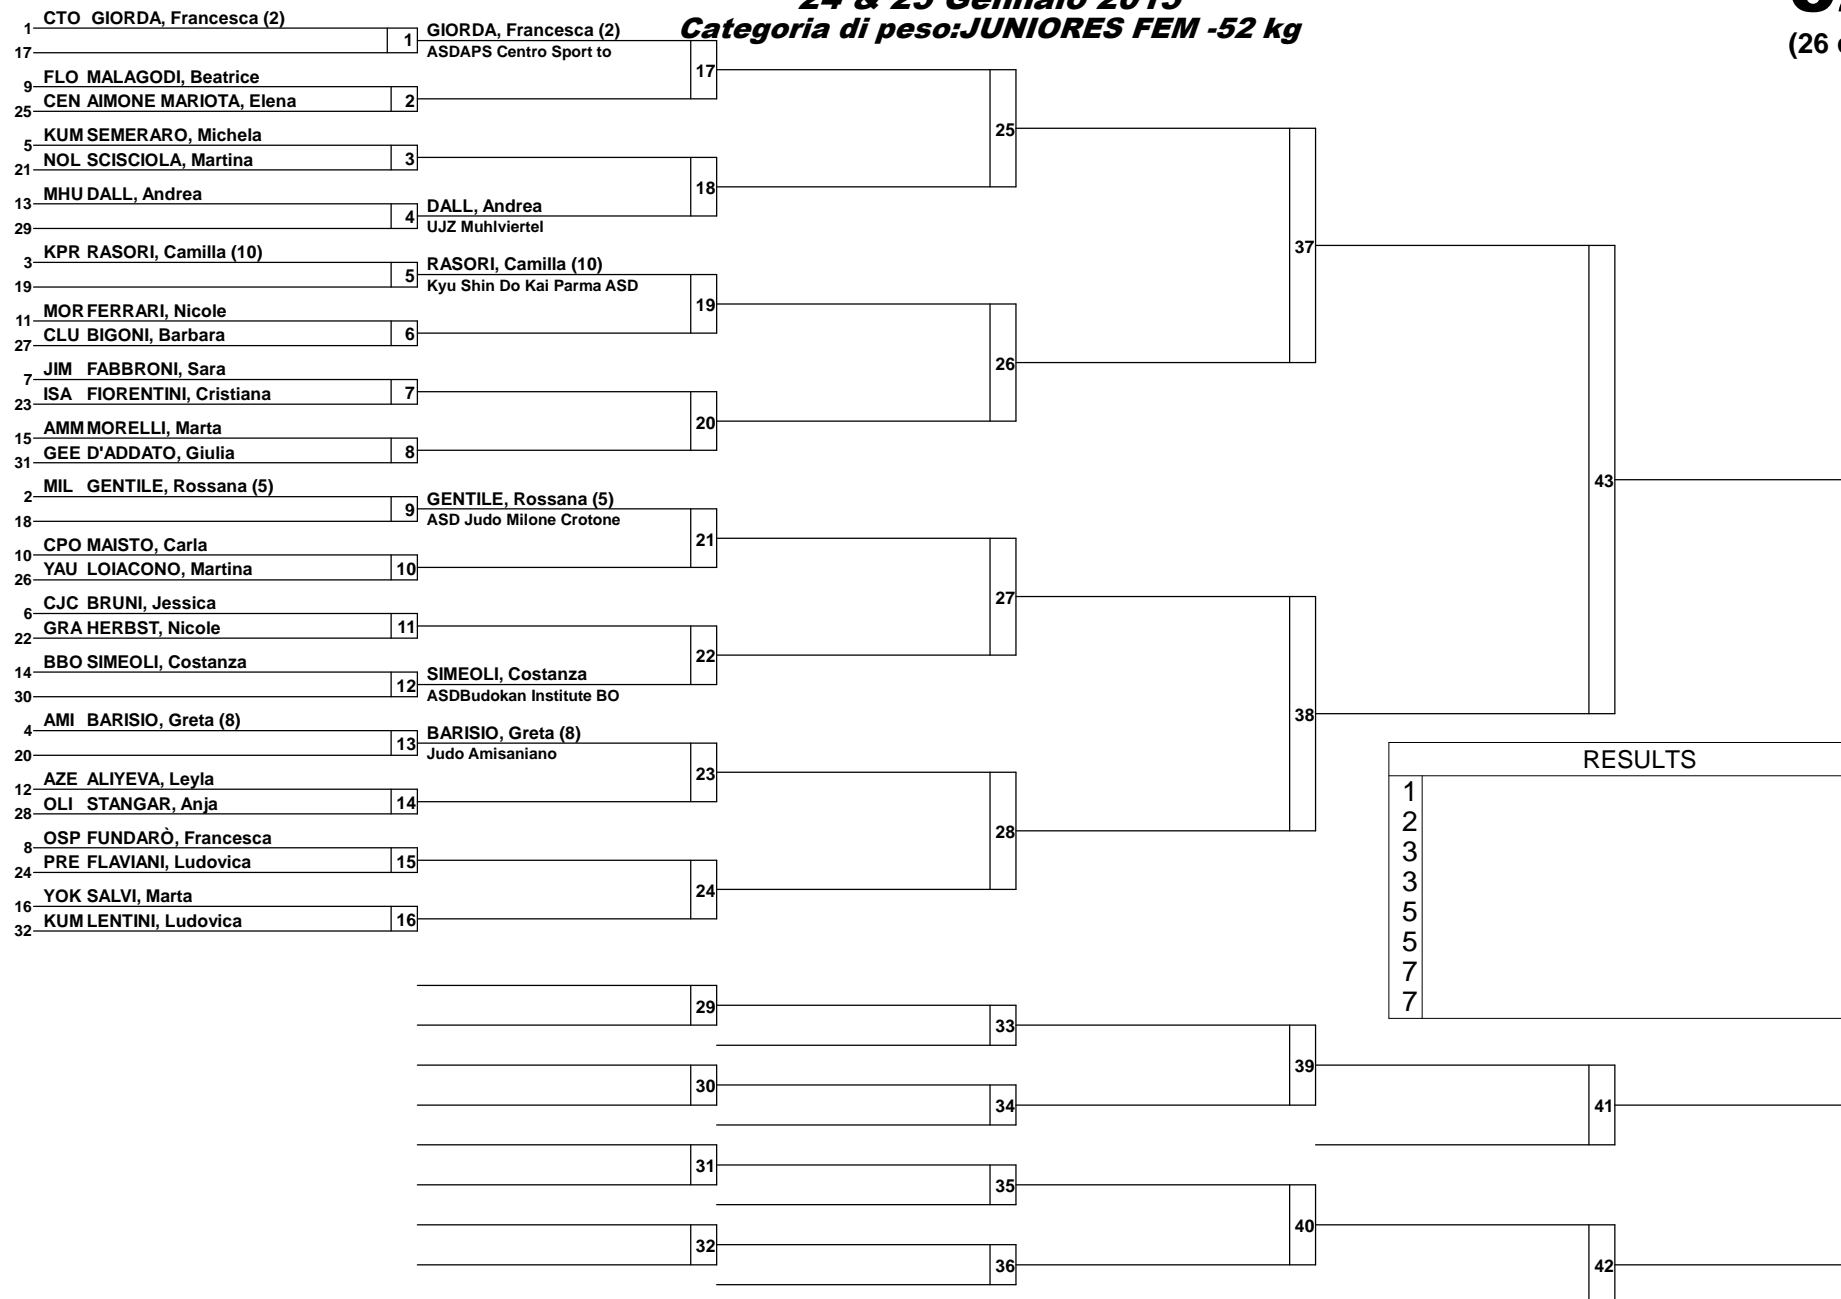 24 & 25 Gennaio 2015
Categoria di peso:JUNIORES FEM -52 kg
(26
1 CTO GIORDA, Francesca (2)
17
1 GIORDA, Francesca (2)
ASDAPS Centro Sport to
17
9 FLO MALAGODI, Beatrice
25 CEN AIMONE MARIOTA, Elena
2
25
5 KUM SEMERARO, Michela
21 NOL SCISCIOLA, Martina
3
18
13 MHU DALL, Andrea
29
4 DALL, Andrea
UJZ Muhlviertel
37
3 KPR RASORI, Camilla (10)
19
5 RASORI, Camilla (10)
Kyu Shin Do Kai Parma ASD
19
11 MOR FERRARI, Nicole
27 CLU BIGONI, Barbara
6
26
7 JIM FABBRONI, Sara
23 ISA FIORENTINI, Cristiana
7
20
15 AMM MORELLI, Marta
31 GEE D'ADDATO, Giulia
8
43
2 MIL GENTILE, Rossana (5)
18
9 GENTILE, Rossana (5)
ASD Judo Milone Crotone
21
10 CPO MAISTO, Carla
26 YAU LOIACONO, Martina
10
27
6 CJC BRUNI, Jessica
22 GRA HERBST, Nicole
11
22
14 BBO SIMEOLI, Costanza
30
12 SIMEOLI, Costanza
ASDBudokan Institute BO
38
4 AMI BARISIO, Greta (8)
20
13 BARISIO, Greta (8)
Judo Amisaniano
23
12 AZE ALIYEVA, Leyla
28 OLI STANGAR, Anja
14
28
8 OSP FUNDARÒ, Francesca
24 PRE FLAVIANI, Ludovica
15
24
16 YOK SALVI, Marta
32 KUM LENTINI, Ludovica
16
RESULTS
1
2
3
3
5
5
7
7
29
33
39
30
34
41
31
35
40
32
36
42